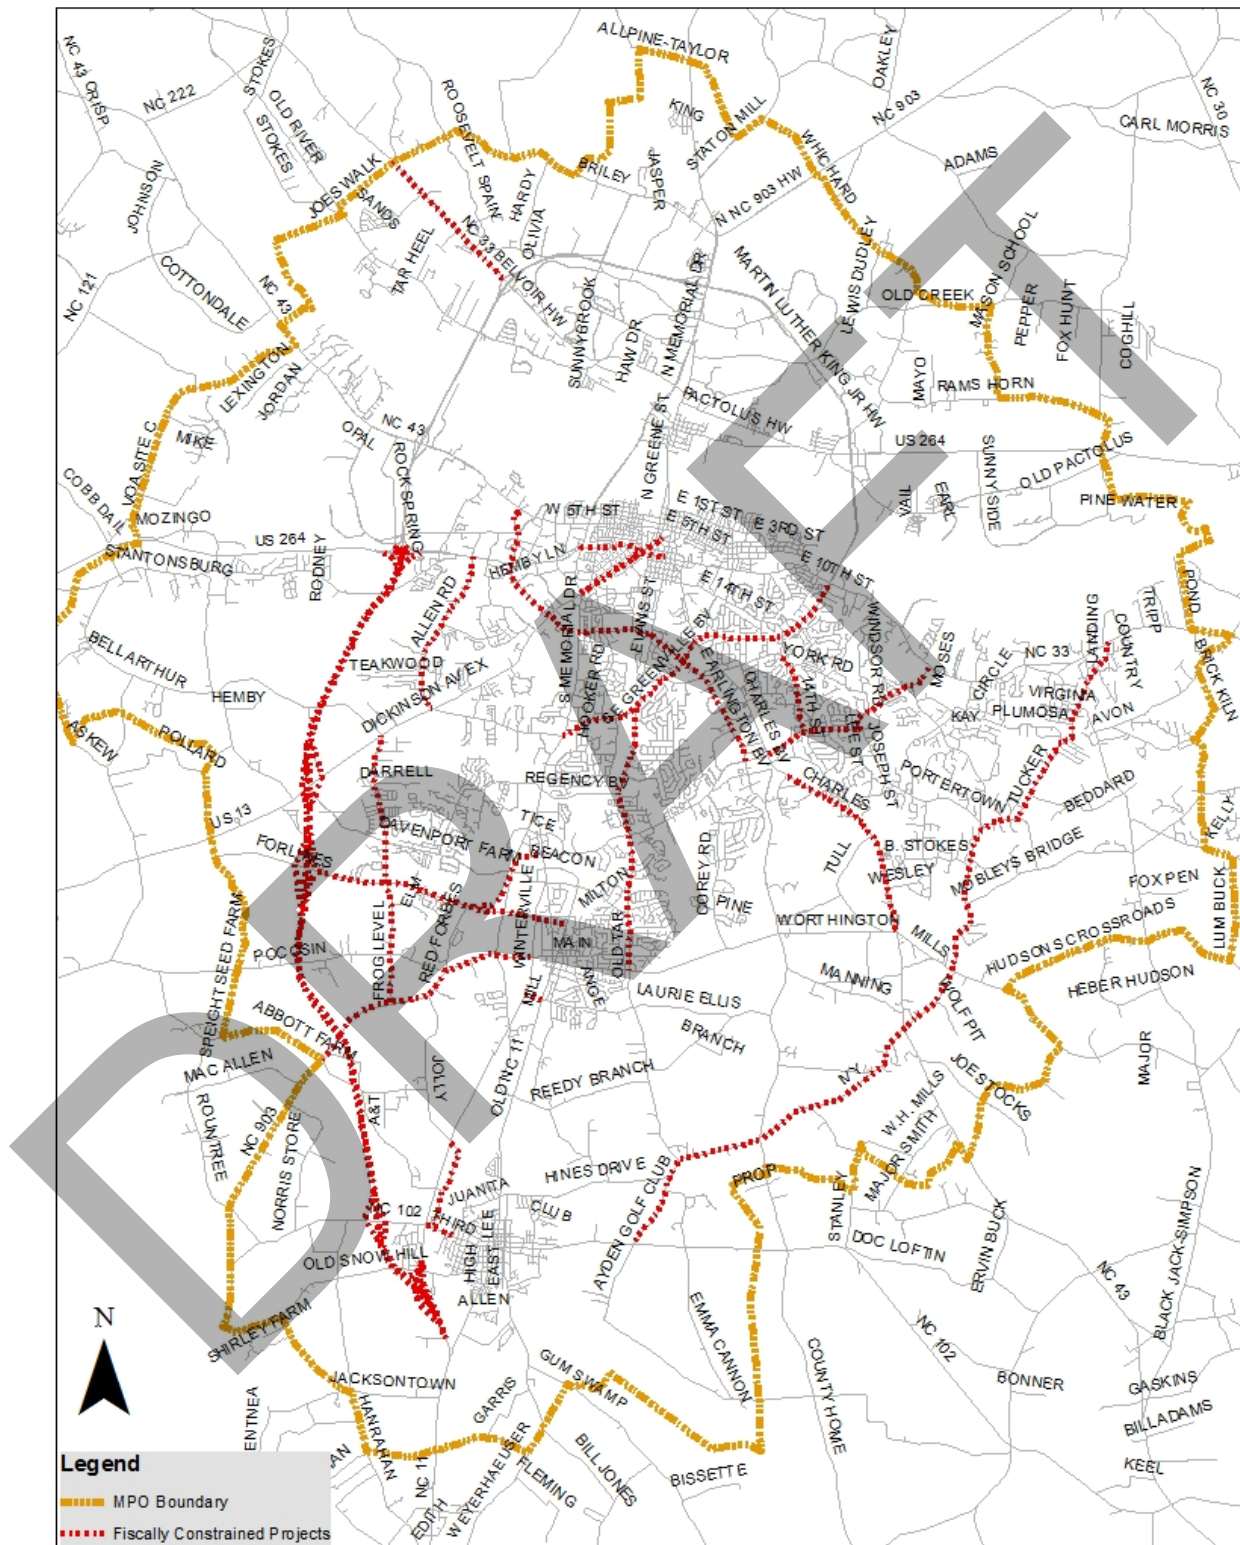 ALLPINE-TAYLOR
OAKLEY
NC 43 CRISP
NC 222
STOKES
OLD RIVER
STOKES
ROOSEVELT SPAIN
KING
STATON MILL
NC 903
NC 30
CARL MORRIS
WHICHARD
ADAMS
JOHNSON
JOES WALK
SANDS
HARDY
OLIVIA
BRILEY
JASPER
N NC 903 HW
LEWIS DUDLEY
MASON SCHOOL
NC 121
COTTONDALE
NC 43
TAR HEEL
NC 33 BELVOIR HW
SUNNYBROOK
HAW DR
N MEMORIAL DR
MARTIN LUTHER KING JR HW
OLD CREEK
PEPPER
FOX HUNT
COGHILL
LEXINGTON
JORDAN
MAYO
RAMS HORN
MIKE
OPAL
NC 43
PACTOLUS HW
US 264
SUNNY SIDE
OLD PACTOLUS
VOA SITE C
ROCK SPRING
N GREENE ST
COBB DAIL
MOZINGO
VAIL
EARL
PINE WATER
W 5TH ST
E 1ST ST
E 3RD ST
E 5TH ST
US 264
STANTONSBURG
RODNEY
HEMBY LN
E 10TH ST
E 14TH ST
POND
TRIPP
COUNTRY
LANDING
ALLEN RD
S MEMORIAL DR
EVANS ST
SE GREENVILLE BV
WINDSOR RD
MOSES
CIRCLE
NC 33
BRICK KILN
BELL ARTHUR
TEAKWOOD
HOOKER RD
E ARLINGTON BV
CHARLES BV
YORK RD
14TH ST
VIRGINIA
HEMBY
DICKINSON AV EX
KAY
PLUMOSA
AVON
ASKEW
POLLARD
JOSEPH ST
DARRELL
REGENCY BV
CHARLES
PORTERTOWN
TUCKER
BEDDARD
KELLY
US 13
TICE
FORLINES
DAVENPORT FARM
BEACON
TULL
B. STOKES
WESLEY
MOBLEYS BRIDGE
COREY RD
ELM
MILTON
PINE
FOXPEN
SPEIGHT SEED FARM
FROG LEVEL
RED FORBES
WINTERVILLE
WORTHINGTON
LUM BUCK
POCOSIN
MAIN
OLD TAR
MILLS
HUDSONS CROSSROADS
MILL
ANGE
LAURIE ELLIS
MANNING
HEBER HUDSON
ABBOTT FARM
WOLF PIT
MAC ALLEN
BRANCH
JOLLY
OLD NC 11
IVY
JOE STOCKS
MAJOR
ROUNTREE
NC 903
A&T
REEDY BRANCH
W.H. MILLS
NORRIS STORE
MAJOR SMITH
HINES DRIVE
AYDEN GOLF CLUB
PROP
JUANITA
CLUB
NC 102
THIRD
STANLEY
ERVIN BUCK
BLACK JACK-SIMPSON
OLD SNOW HILL
HIGH
EAST LEE
DOC LOFTIN
NC 43
ALLEN
SHIRLEY FARM
EMMA CANNON
NC 102
COUNTY HOME
N
JACKSONTOWN
GUM SWAMP
BONNER
GASKINS
HANRAHAN
GARRIS
BILL ADAMS
NC 11
WEYERHAEUSER
FLEMING
BILL JONES
BISSETTE
KEEL
EDITH
DRAFT
Legend
MPO Boundary
Fiscally Constrained Projects